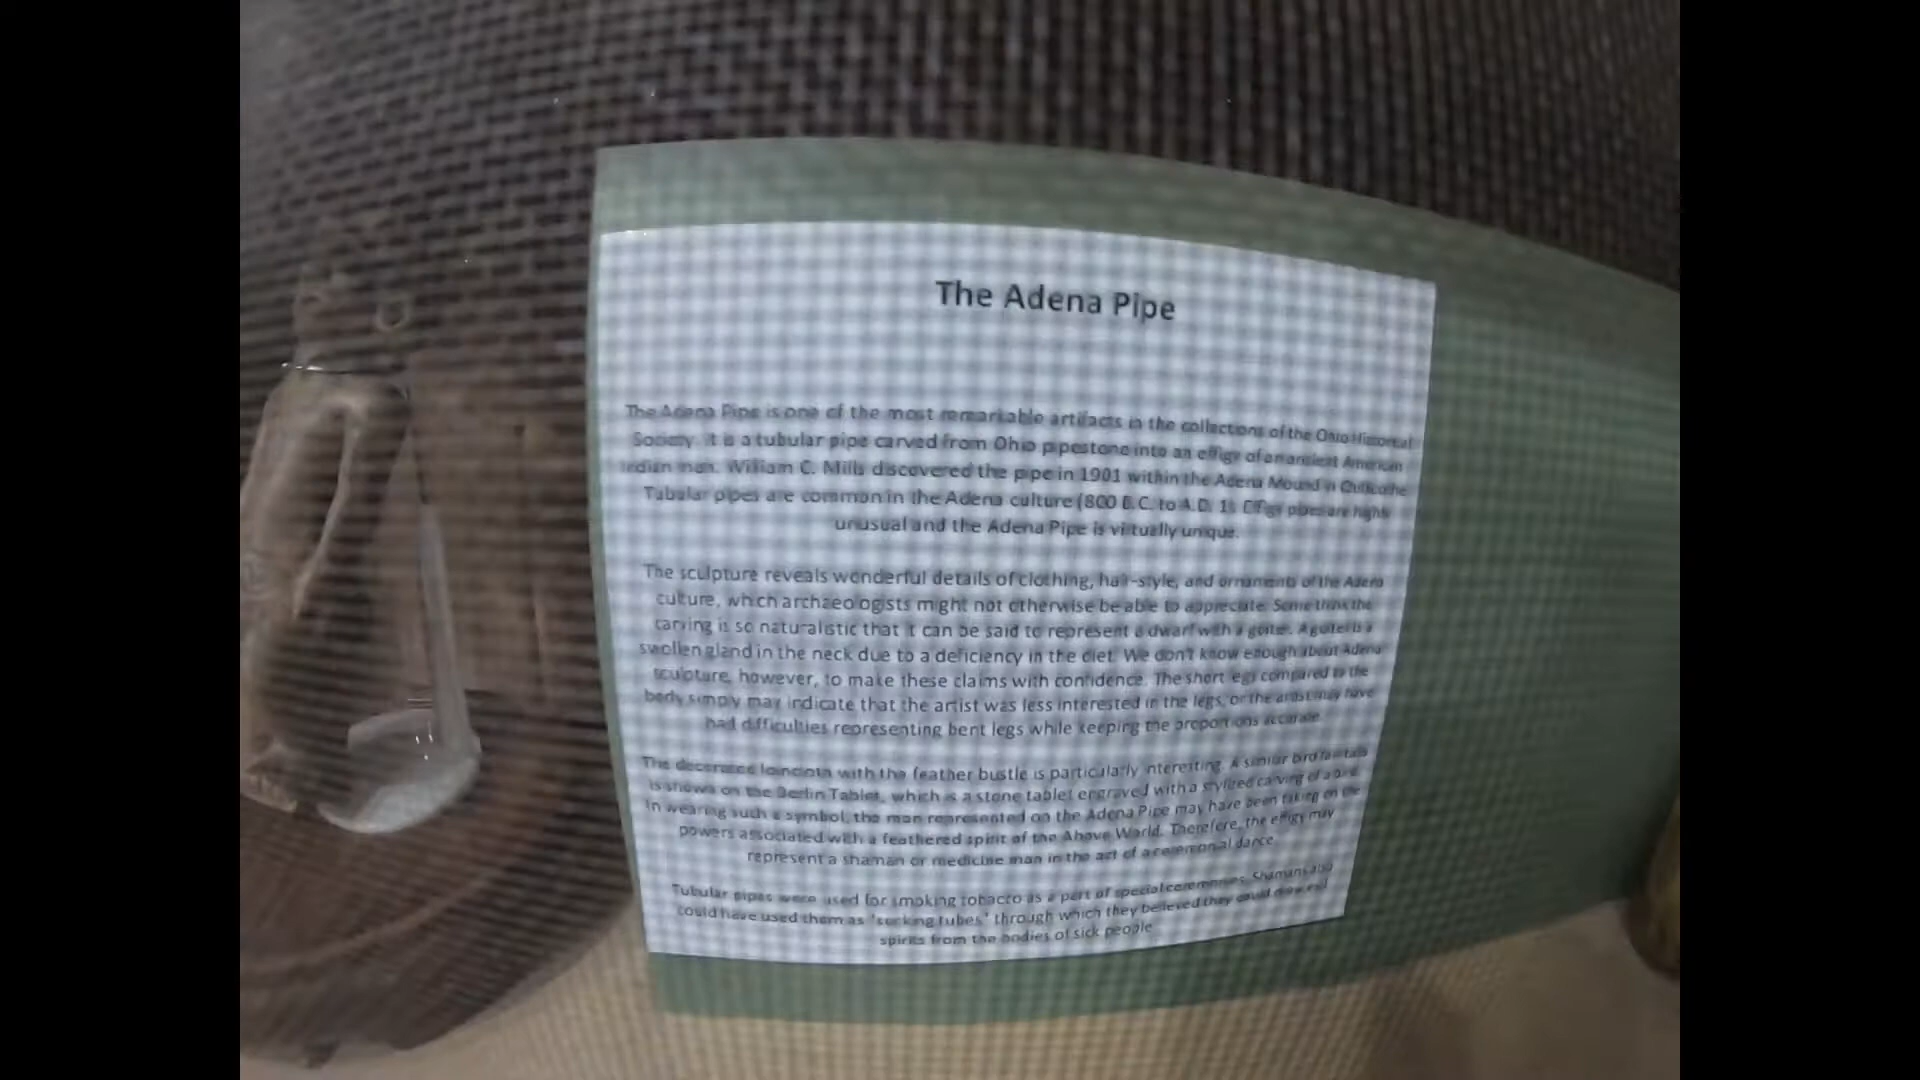 The Adena Pipe
The Adena Pipe is one of the most remarkable artifacts in the collections of the Ohio Historical
Society. It is a tubular pipe carved from Ohio pipestone into an effigy of an ancient American
Indian man. William C. Mills discovered the pipe in 1901 within the Adena Mound in Chillicothe
Tubular pipes are common in the Adena culture (800 B.C. to A.D. 1). Effigy pipes are highly
unusual and the Adena Pipe is virtually unique.
The sculpture reveals wonderful details of clothing, hair-style, and ornaments of the Adena
culture, which archaeologists might not otherwise be able to appreciate. Some think the
carving is so naturalistic that it can be said to represent a dwarf with a goiter. A goiter is a
swollen gland in the neck due to a deficiency in the diet. We don't know enough about Adena
sculpture, however, to make these claims with confidence. The short legs compared to the
body simply may indicate that the artist was less interested in the legs, or the artist may have
had difficulties representing bent legs while keeping the proportions accurate.
The decorated loincloth with the feather bustle is particularly interesting. A similar bird fan-tail
is shown on the Berlin Tablet, which is a stone tablet engraved with a stylized carving of a bird.
In wearing such a symbol, the man represented on the Adena Pipe may have been taking on the
powers associated with a feathered spirit of the Above World. Therefore, the effigy may
represent a shaman or medicine man in the act of a ceremonial dance.
Tubular pipes were used for smoking tobacco as a part of special ceremonies. Shamans also
could have used them as 'sucking tubes' through which they believed they could draw evil
spirits from the bodies of sick people